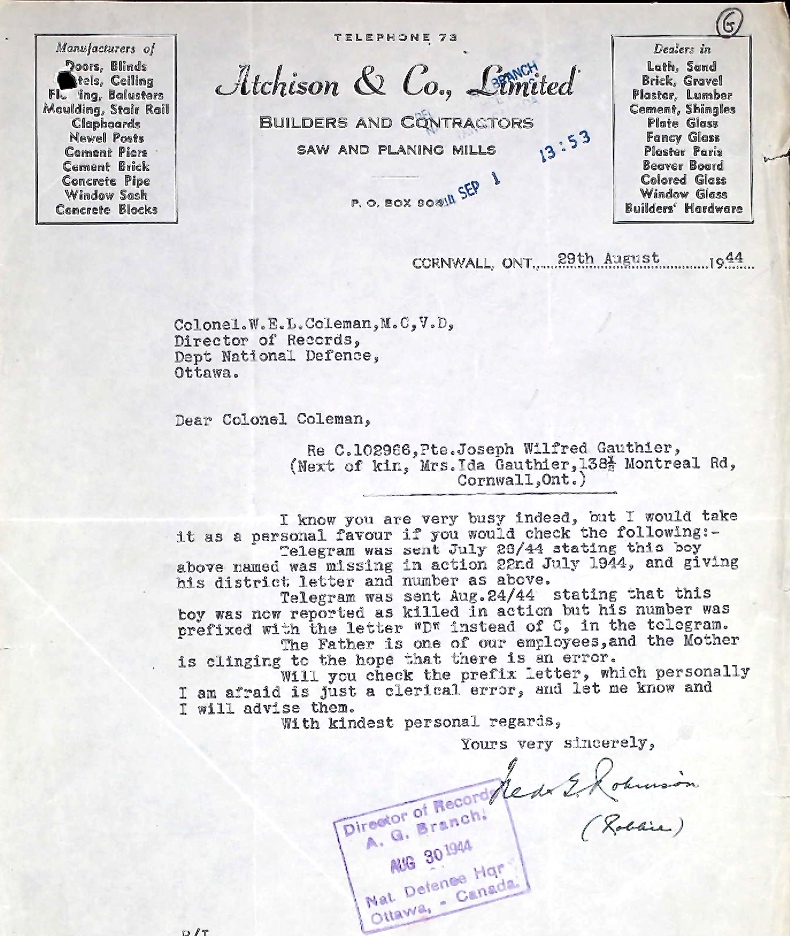 G
TELEPHONE 73
Manufacturers of
Doors, Blinds
Ceiling
Balusters
Moulding, Stair Rail
Clapboards
Newel Posts
Cement Piers
Cement Brick
Concrete Pipe
Window Sash
Concrete Blocks
Atchison & Co., Limited
BUILDERS AND CONTRACTORS
SAW AND PLANING MILLS
P. O. BOX
BRANCH
SEP 1 13:53
Dealers in
Lath, Sand
Brick, Gravel
Plaster, Lumber
Cement, Shingles
Plate Glass
Fancy Glass
Plaster Paris
Beaver Board
Colored Glass
Window Glass
Builders' Hardware
CORNWALL, ONT. 29th August 1944
Colonel.W.E.L.Coleman,M.C,V.D,
Director of Records,
Dept National Defence,
Ottawa.
Dear Colonel Coleman,
Re C.102966,Pte.Joseph Wilfred Gauthier,
(Next of kin, Mrs.Ida Gauthier,138½ Montreal Rd,
Cornwall,Ont.)
I know you are very busy indeed, but I would take
it as a personal favour if you would check the following:-
Telegram was sent July /44 stating this boy
above named was missing in action 22nd July 1944, and giving
his district letter and number as above.
Telegram was sent Aug.24/44 stating that this
boy was now reported as killed in action but his number was
prefixed with the letter "D" instead of C, in the telegram.
The Father is one of our employees,and the Mother
is clinging to the hope that there is an error.
Will you check the prefix letter, which personally
I am afraid is just a clerical error, and let me know and
I will advise them.
With kindest personal regards,
Yours very sincerely,
Robinson
(Robbie)
Director of Records
A. G. Branch.
AUG 30 1944
Nat. Defence Hqr
Ottawa, - Canada.